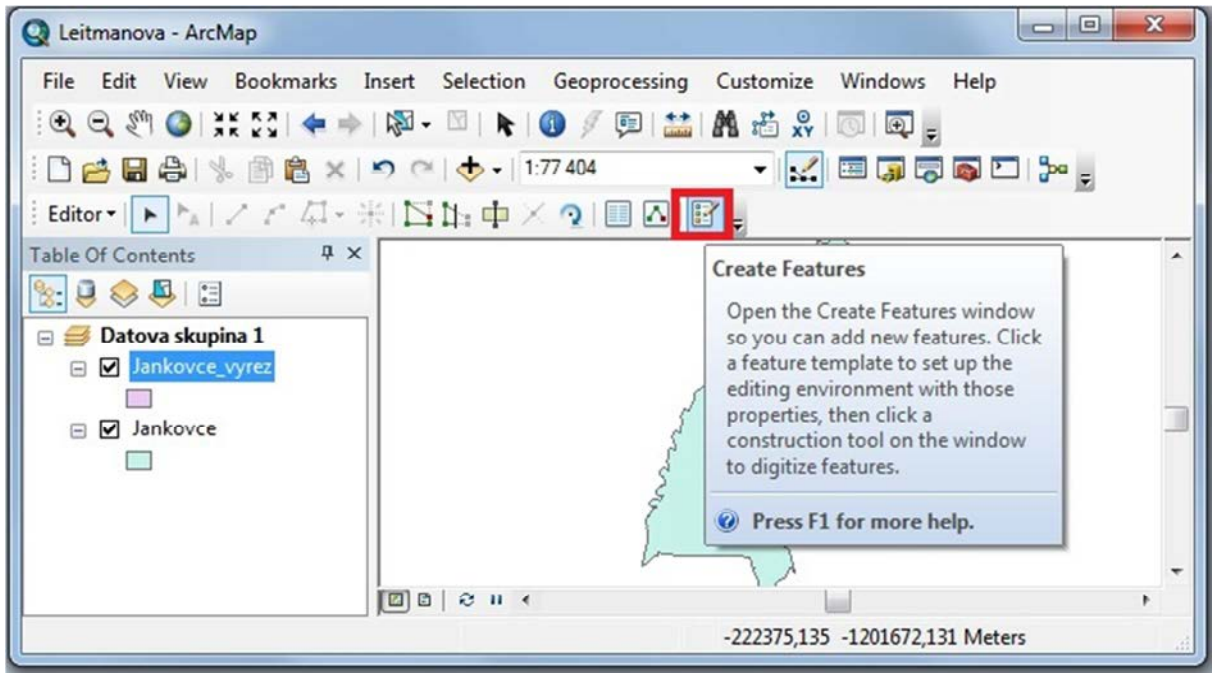 Leitmanova - ArcMap
File Edit View Bookmarks Insert Selection Geoprocessing Customize Windows Help
1:77 404
Editor
Table Of Contents
Datova skupina 1
Jankovce_vyrez
Jankovce
Create Features
Open the Create Features window
so you can add new features. Click
a feature template to set up the
editing environment with those
properties, then click a
construction tool on the window
to digitize features.
Press F1 for more help.
-222375,135 -1201672,131 Meters